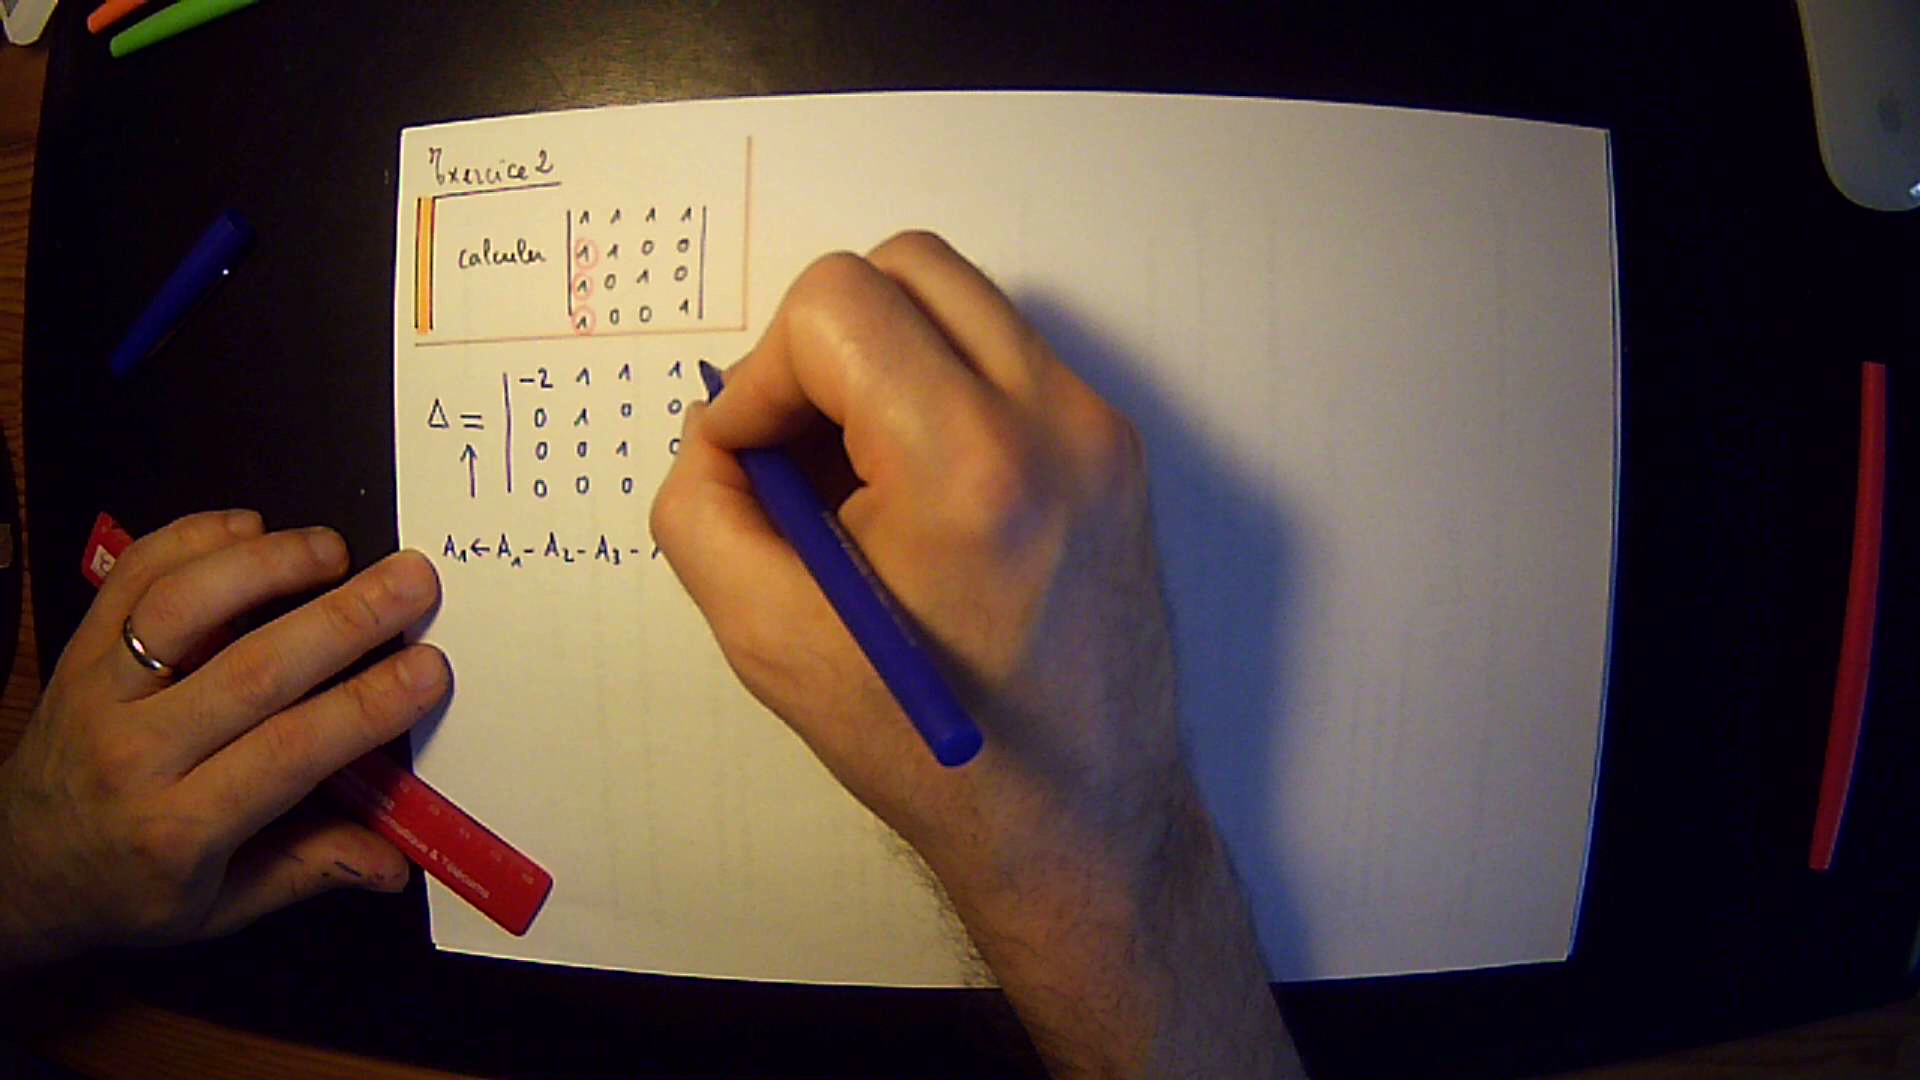 Exercice 2
calculer
1 1 1 1
1 1 0 0
1 0 1 0
1 0 0 1
Δ =
-2 1 1 1
0 1 0 0
0 0 1 0
0 0 0
↑
A₁ ← A₁ - A₂ - A₃ -
& Télécoms